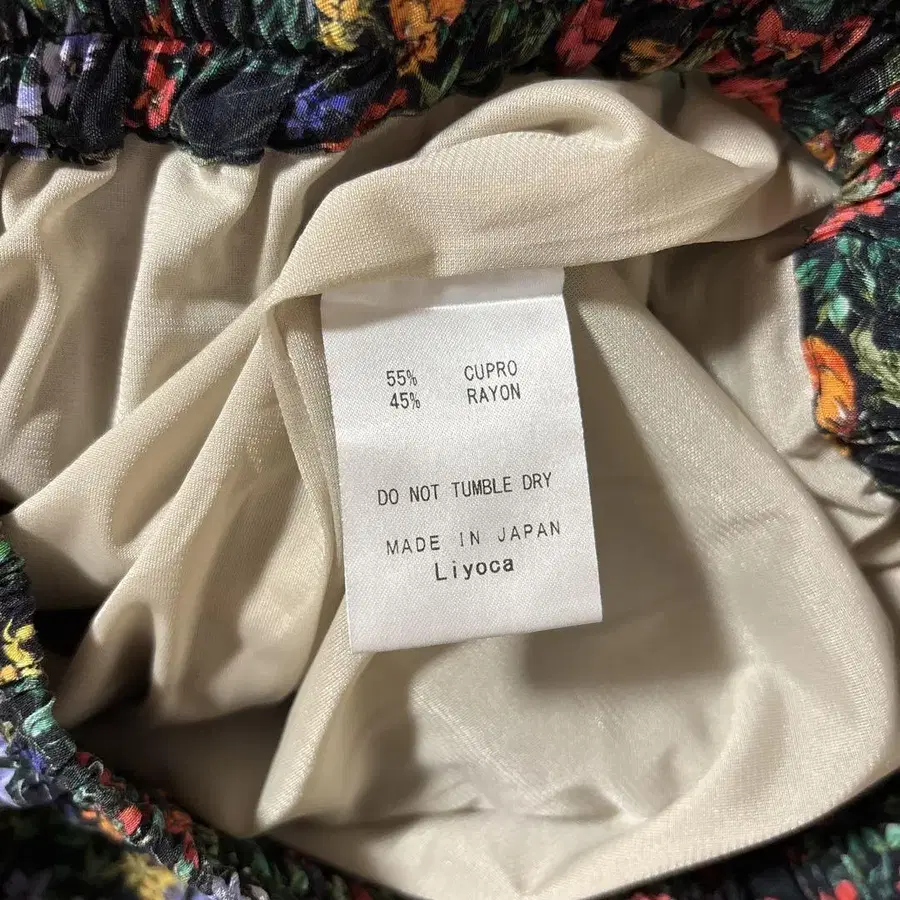 55% CUPRO
45% RAYON
DO NOT TUMBLE DRY
MADE IN JAPAN
Liyoca